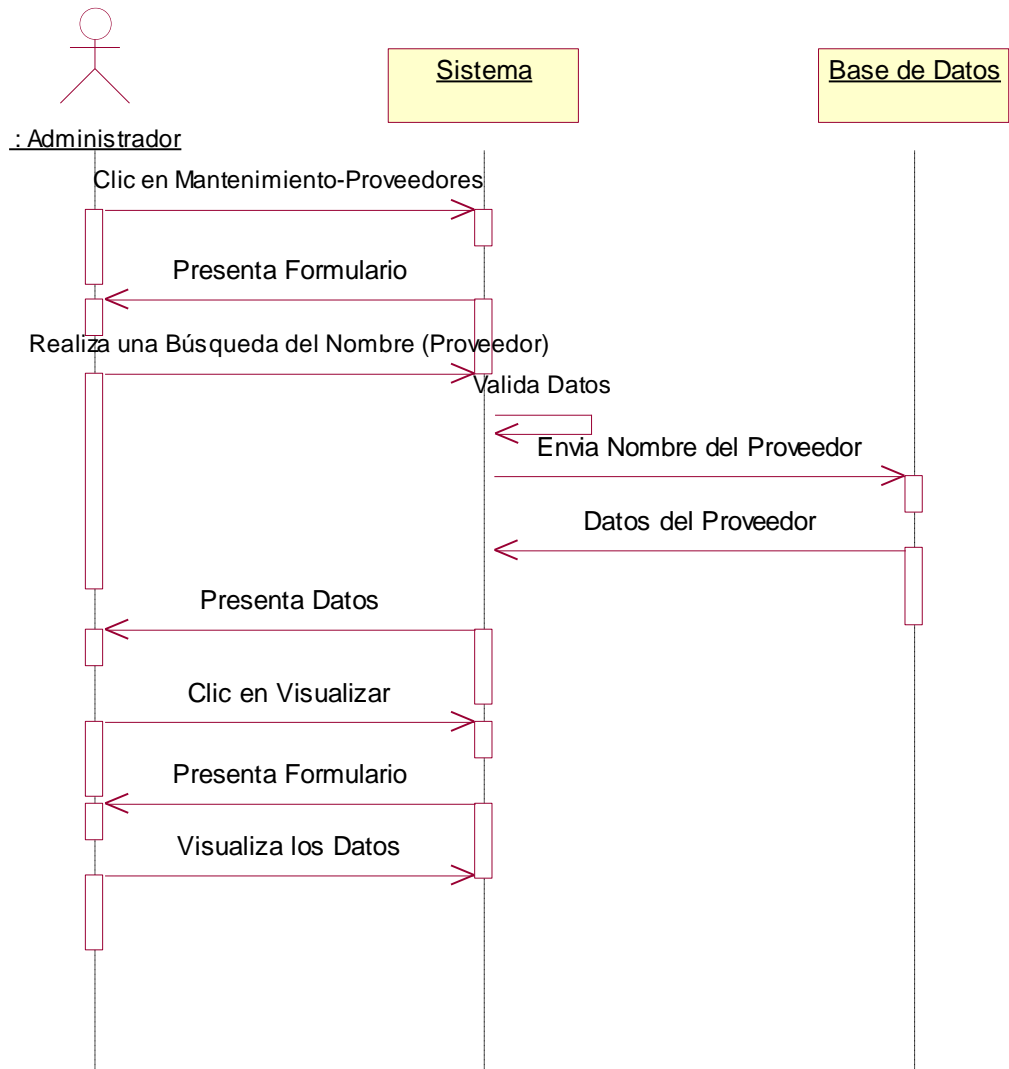 Sistema
Base de Datos
: Administrador
Clic en Mantenimiento-Proveedores
Presenta Formulario
Realiza una Búsqueda del Nombre (Proveedor)
Valida Datos
Envia Nombre del Proveedor
Datos del Proveedor
Presenta Datos
Clic en Visualizar
Presenta Formulario
Visualiza los Datos